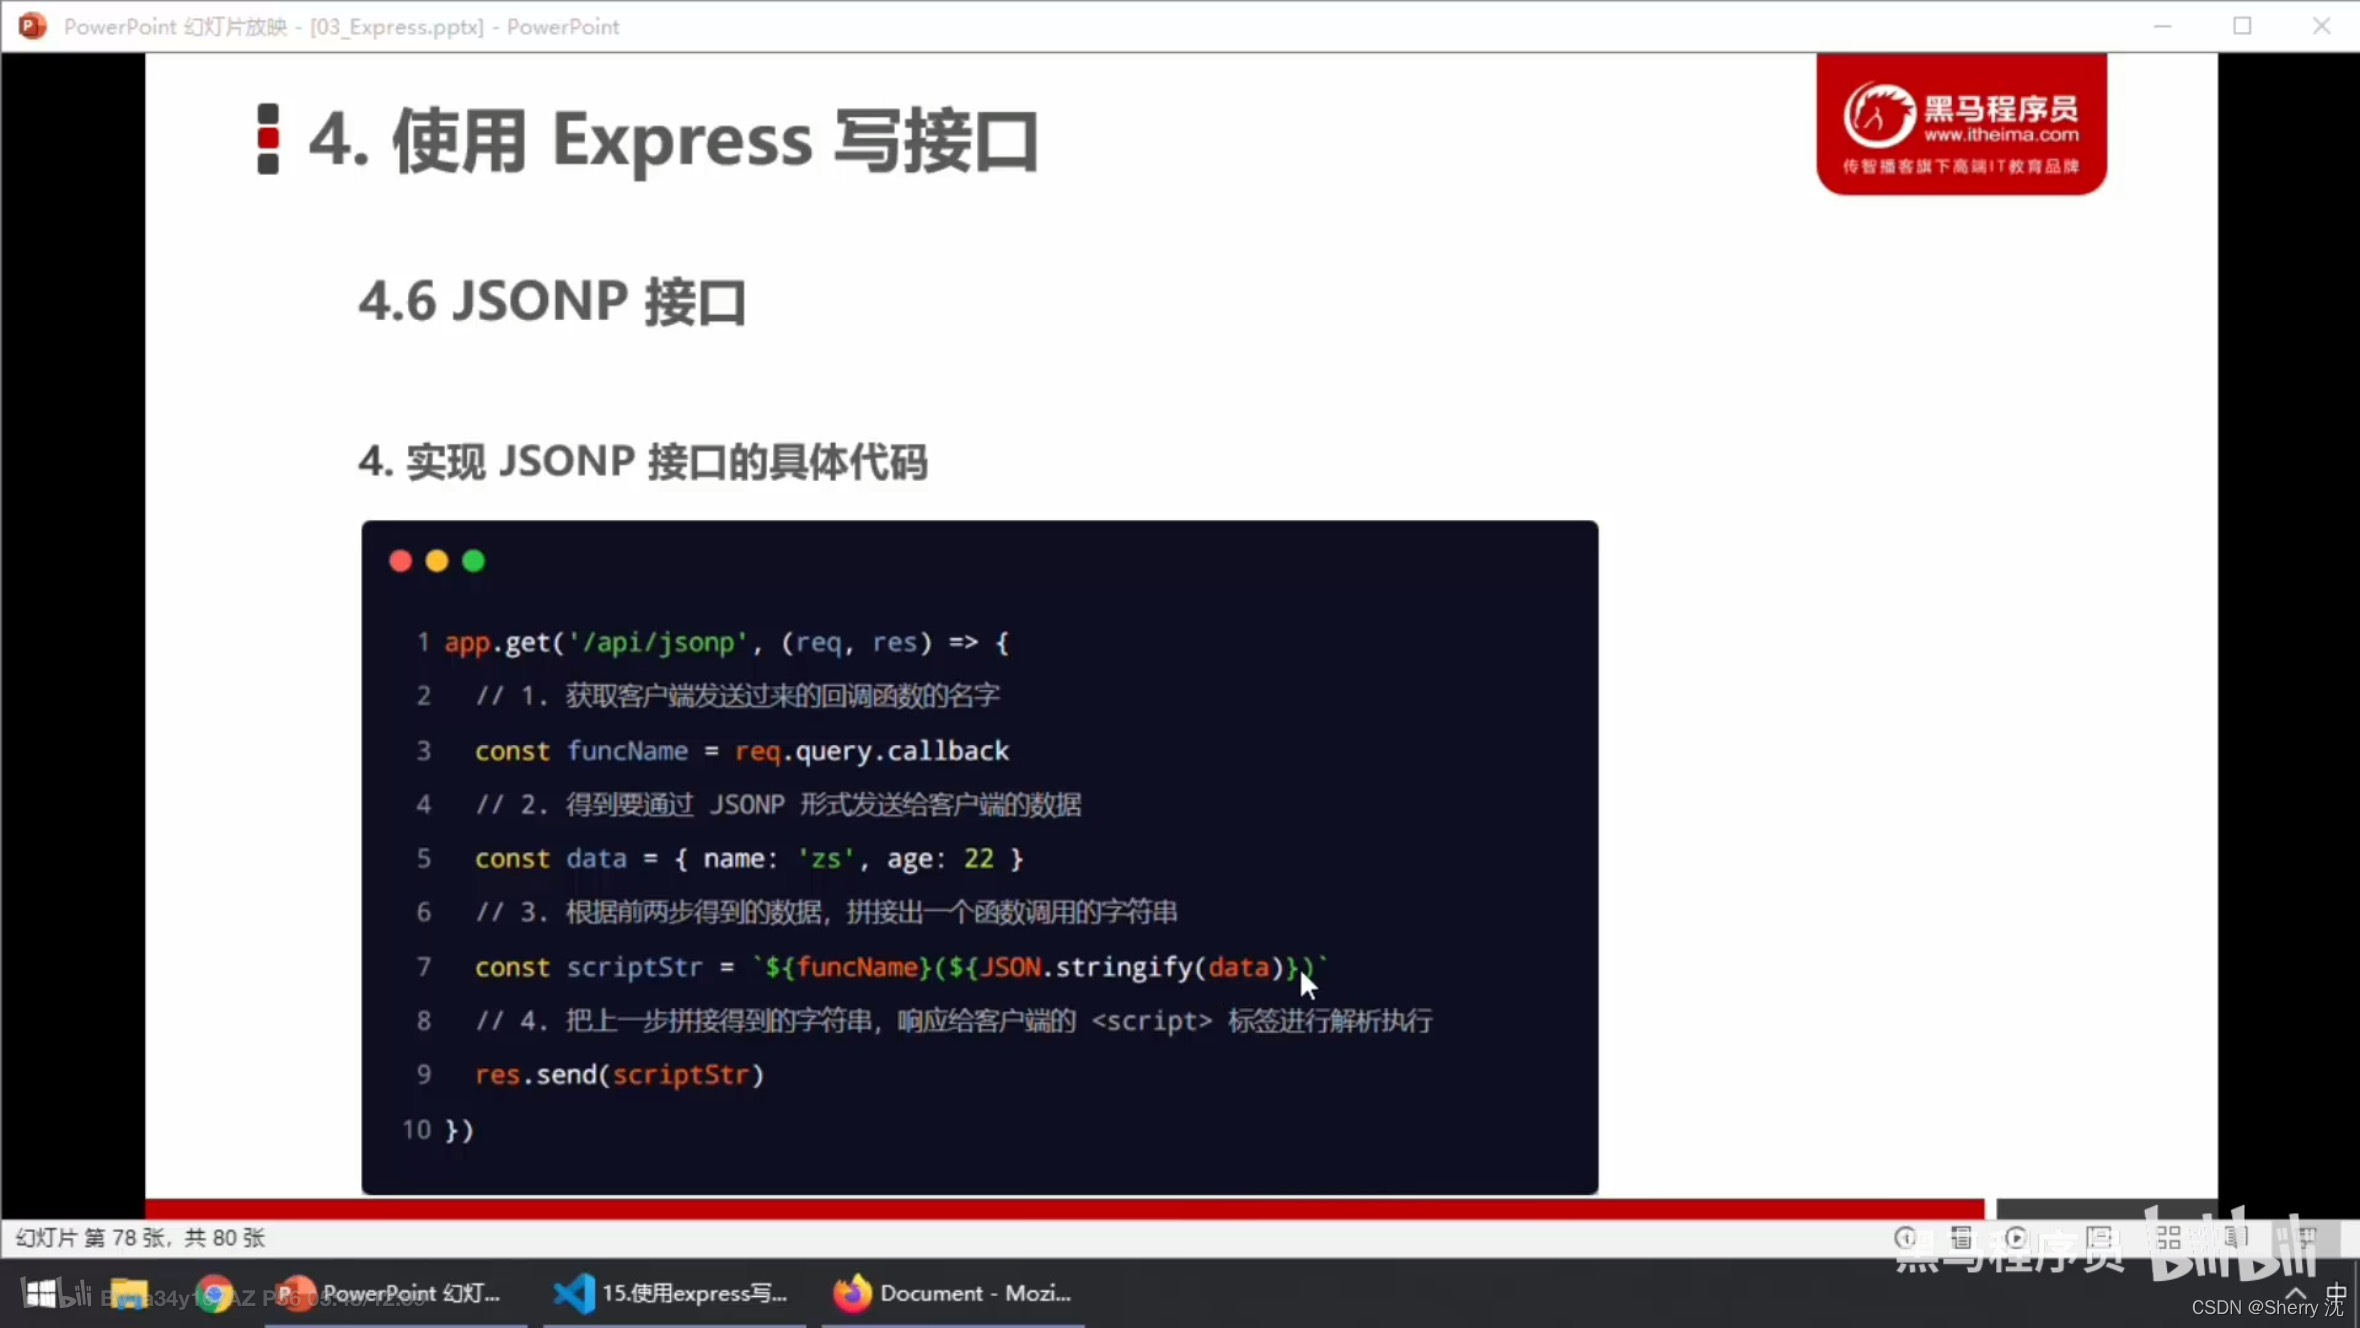 PowerPoint 幻灯片放映 - [03_Express.pptx] - PowerPoint
4. 使用 Express 写接口
黑马程序员
www.itheima.com
传智播客旗下高端IT教育品牌
4.6 JSONP 接口
4. 实现 JSONP 接口的具体代码
1 app.get('/api/jsonp', (req, res) => {
2 // 1. 获取客户端发送过来的回调函数的名字
3 const funcName = req.query.callback
4 // 2. 得到要通过 JSONP 形式发送给客户端的数据
5 const data = { name: 'zs', age: 22 }
6 // 3. 根据前两步得到的数据，拼接出一个函数调用的字符串
7 const scriptStr = `${funcName}(${JSON.stringify(data)})`
8 // 4. 把上一步拼接得到的字符串，响应给客户端的 <script> 标签进行解析执行
9 res.send(scriptStr)
10 })
幻灯片 第 78 张，共 80 张
黑马程序员 bilibili
PowerPoint 幻灯...
15.使用express写...
Document - Mozi...
中
CSDN @Sherry 沈